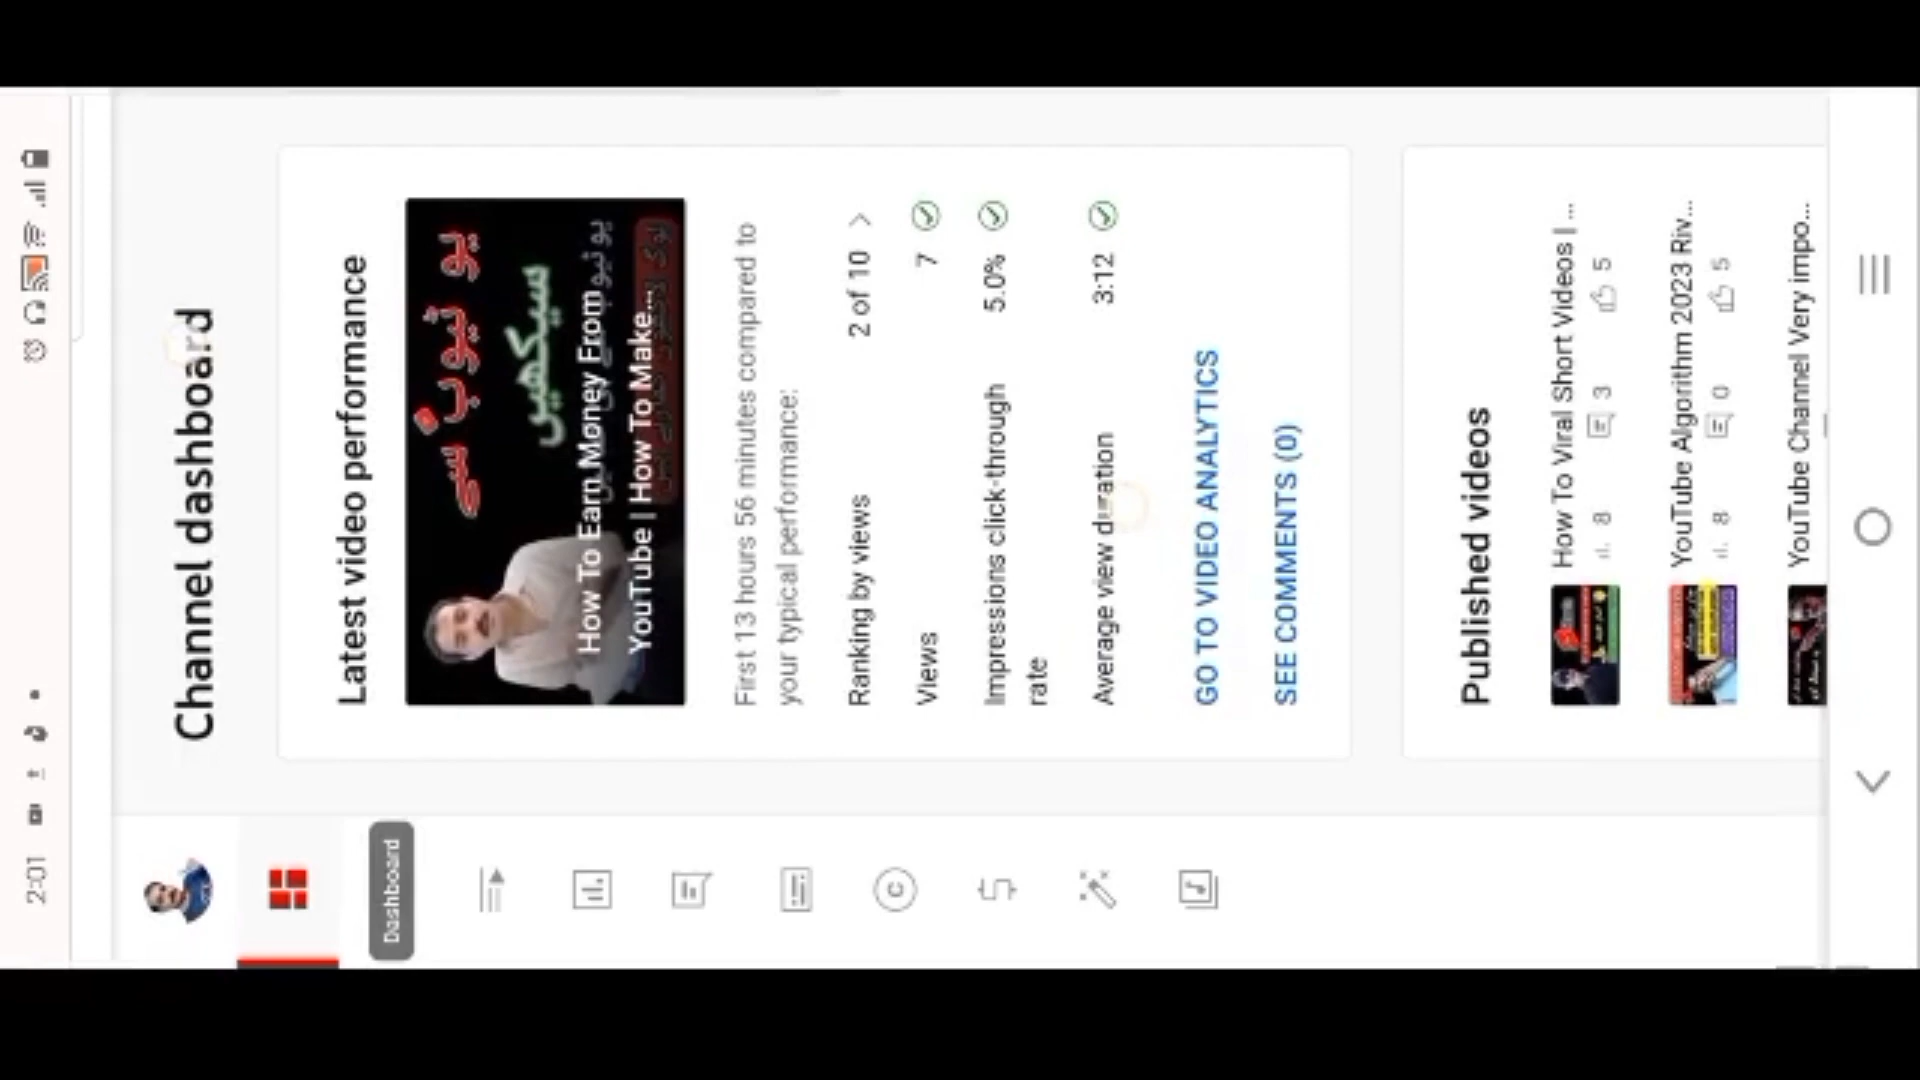 2:01
Channel dashboard
Latest video performance
یو ٹیوب سے
سیکھیں
How To Earn Money From
YouTube | How To Make...
First 13 hours 56 minutes compared to
your typical performance:
Ranking by views 2 of 10
Views 7
Impressions click-through 5.0%
rate
Average view duration 3:12
GO TO VIDEO ANALYTICS
SEE COMMENTS (0)
Published videos
How To Viral Short Videos | ...
8 3 5
YouTube Algorithm 2023 Riv...
8 0 5
YouTube Channel Very impo...
Dashboard